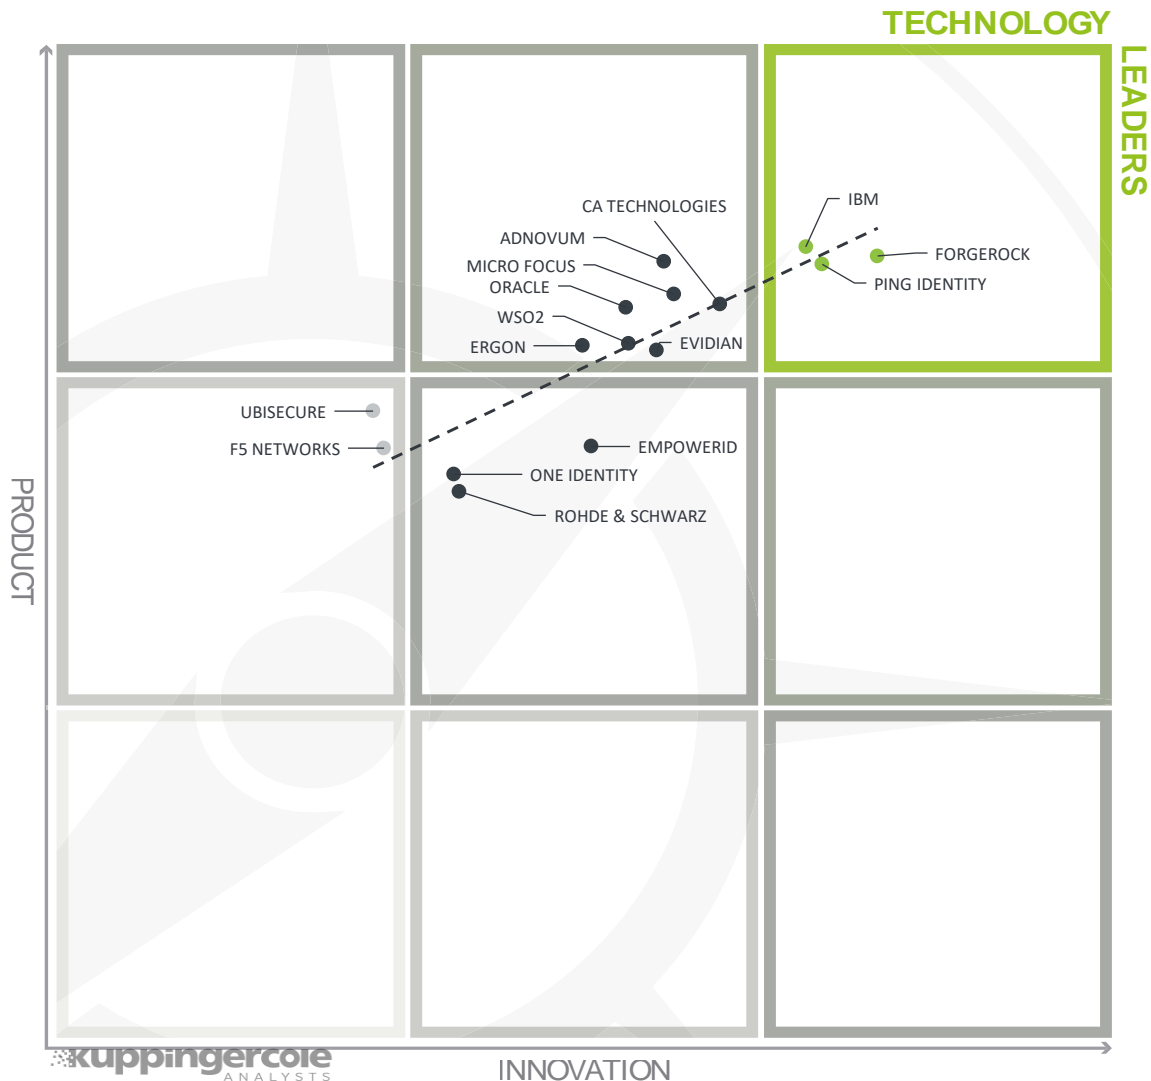 TECHNOLOGY
LEADERS
IBM
CA TECHNOLOGIES
ADNOVUM
FORGEROCK
MICRO FOCUS
PING IDENTITY
ORACLE
WSO2
EVIDIAN
ERGON
UBISECURE
F5 NETWORKS
EMPOWERID
ONE IDENTITY
ROHDE & SCHWARZ
PRODUCT
kuppingercole
ANALYSTS
INNOVATION